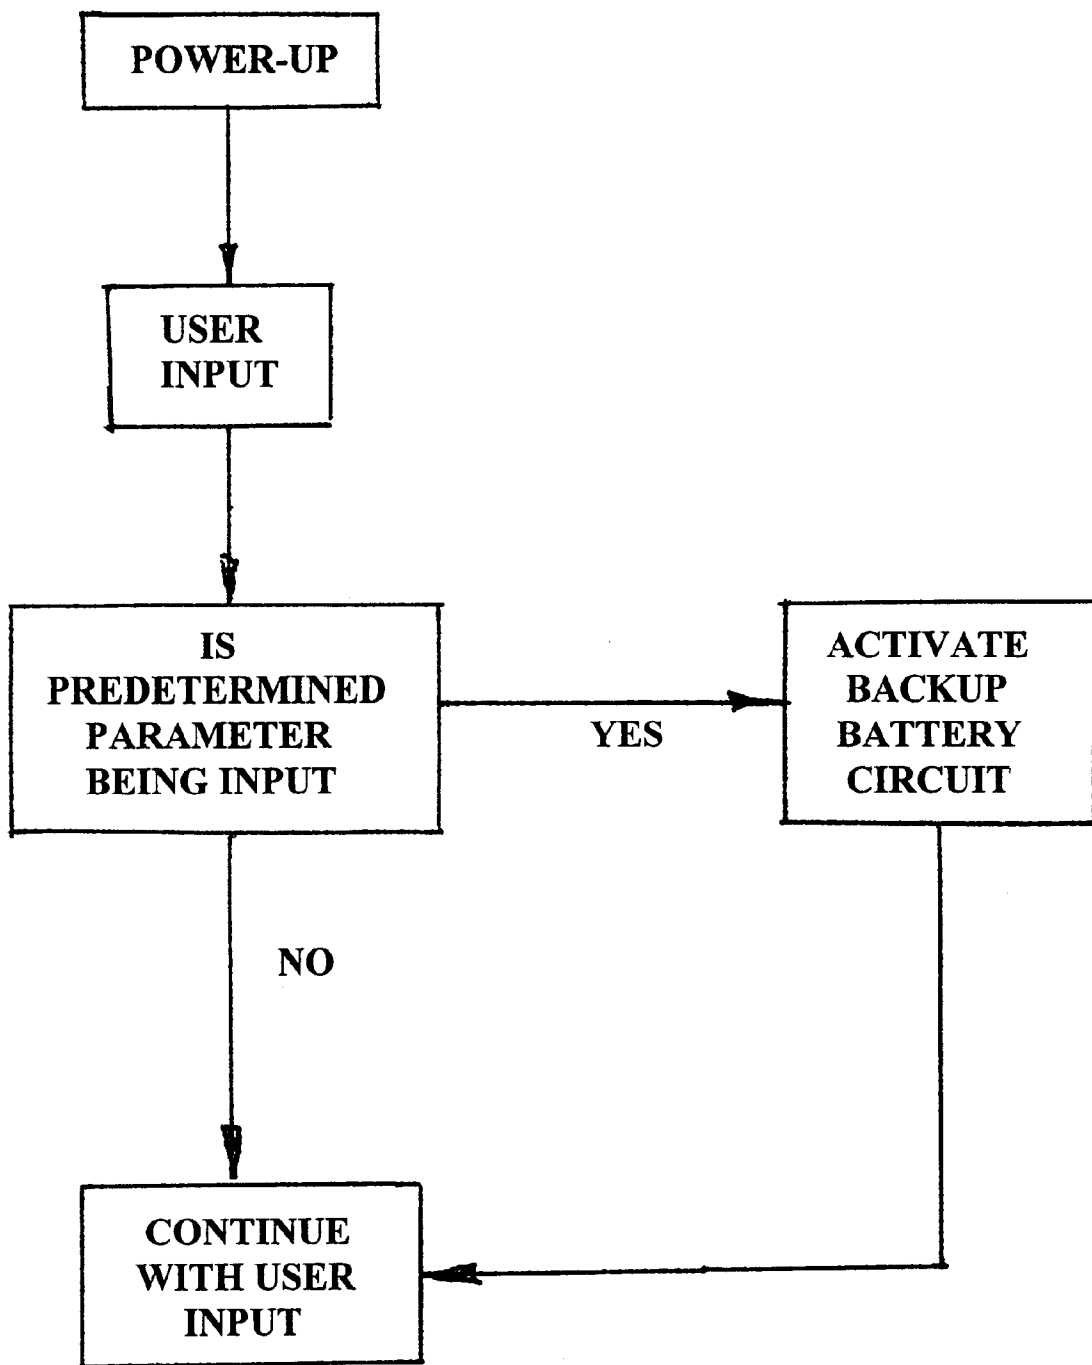 POWER-UP
USER
INPUT
IS
PREDETERMINED
PARAMETER
BEING INPUT
YES
ACTIVATE
BACKUP
BATTERY
CIRCUIT
NO
CONTINUE
WITH USER
INPUT